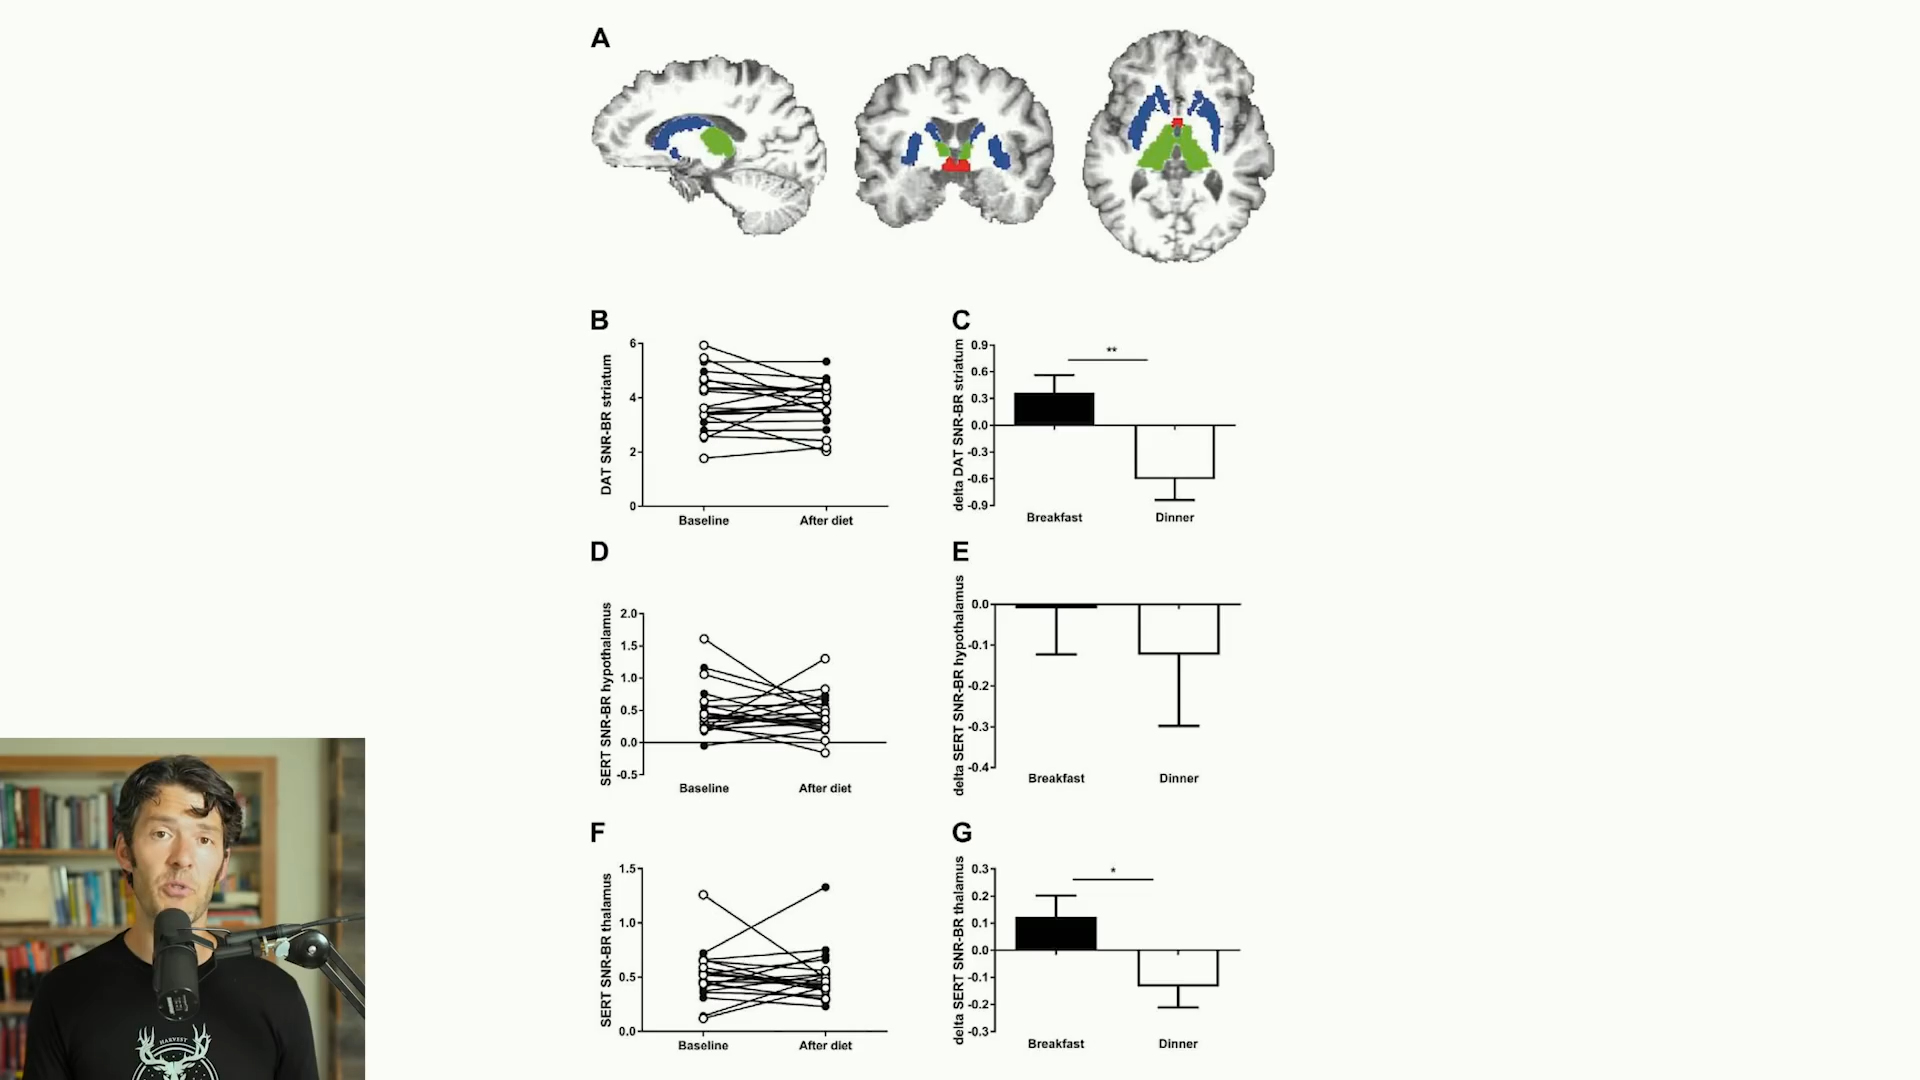 A
B
DAT SNR-BR striatum
6
4
2
0
Baseline
After diet
C
delta DAT SNR-BR striatum
**
0.9
0.6
0.3
0.0
-0.3
-0.6
-0.9
Breakfast
Dinner
D
SERT SNR-BR hypothalamus
2.0
1.5
1.0
0.5
0.0
-0.5
Baseline
After diet
E
delta SERT SNR-BR hypothalamus
0.0
-0.1
-0.2
-0.3
-0.4
Breakfast
Dinner
F
SERT SNR-BR thalamus
1.5
1.0
0.5
0.0
Baseline
After diet
G
delta SERT SNR-BR thalamus
*
0.3
0.2
0.1
0.0
-0.1
-0.2
-0.3
Breakfast
Dinner
HARVEST